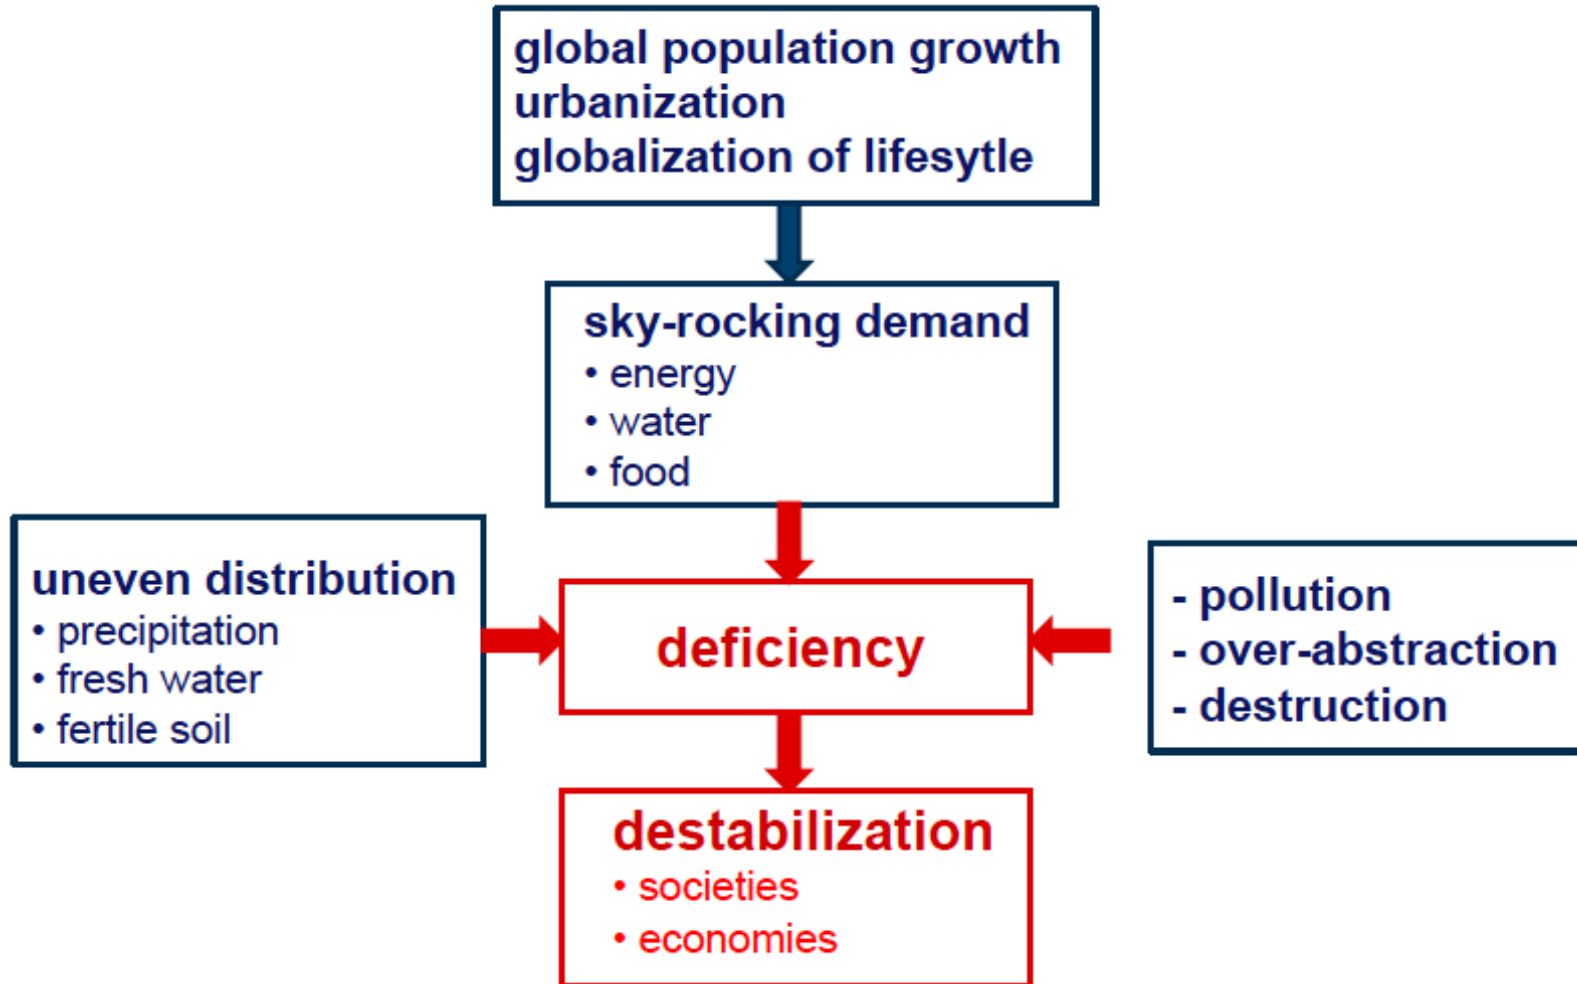 global population growth
urbanization
globalization of lifesytle
sky-rocking demand
• energy
• water
• food
uneven distribution
• precipitation
• fresh water
• fertile soil
deficiency
- pollution
- over-abstraction
- destruction
destabilization
• societies
• economies